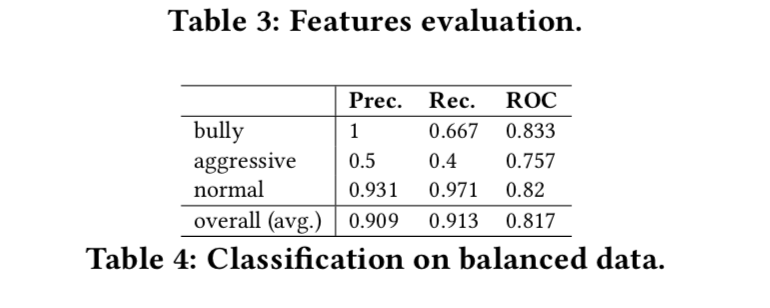 Table 3: Features evaluation.
Prec. Rec. ROC
bully 1 0.667 0.833
aggressive 0.5 0.4 0.757
normal 0.931 0.971 0.82
overall (avg.) 0.909 0.913 0.817
Table 4: Classification on balanced data.